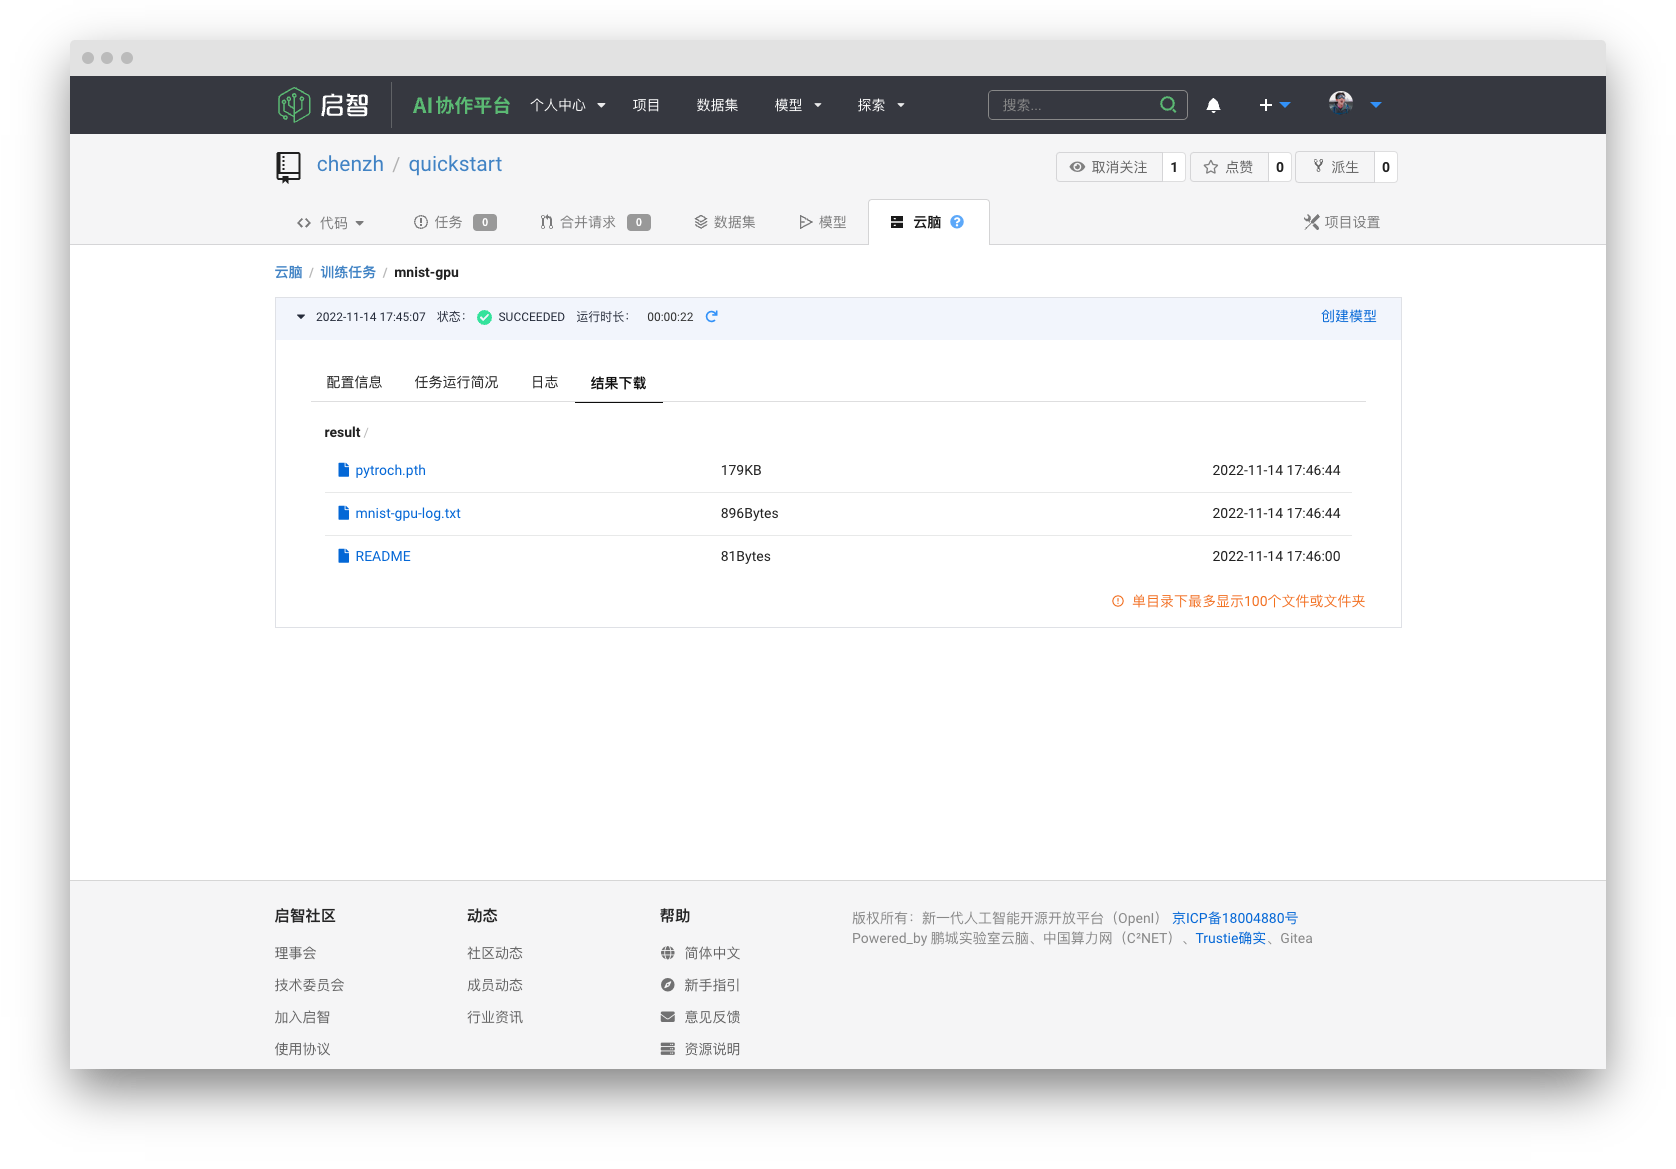 启智 AI协作平台 个人中心 项目 数据集 模型 探索 搜索...
chenzh / quickstart 取消关注 1 点赞 0 派生 0
代码 任务 0 合并请求 0 数据集 模型 云脑 ? 项目设置
云脑 / 训练任务 / mnist-gpu
2022-11-14 17:45:07 状态： SUCCEEDED 运行时长： 00:00:22 创建模型
配置信息 任务运行简况 日志 结果下载
result /
pytroch.pth 179KB 2022-11-14 17:46:44
mnist-gpu-log.txt 896Bytes 2022-11-14 17:46:44
README 81Bytes 2022-11-14 17:46:00
单目录下最多显示100个文件或文件夹
启智社区 动态 帮助 版权所有：新一代人工智能开源开放平台（OpenI） 京ICP备18004880号
Powered_by 鹏城实验室云脑、中国算力网（C²NET）、Trustie确实、Gitea
理事会 社区动态 简体中文
技术委员会 成员动态 新手指引
加入启智 行业资讯 意见反馈
使用协议 资源说明